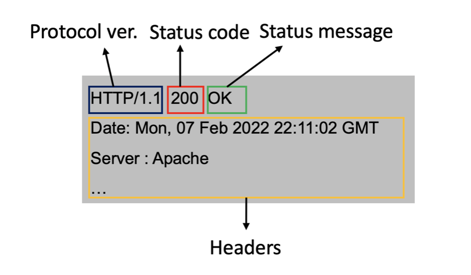 Protocol ver. Status code Status message
HTTP/1.1 200 OK
Date: Mon, 07 Feb 2022 22:11:02 GMT
Server : Apache
...
Headers